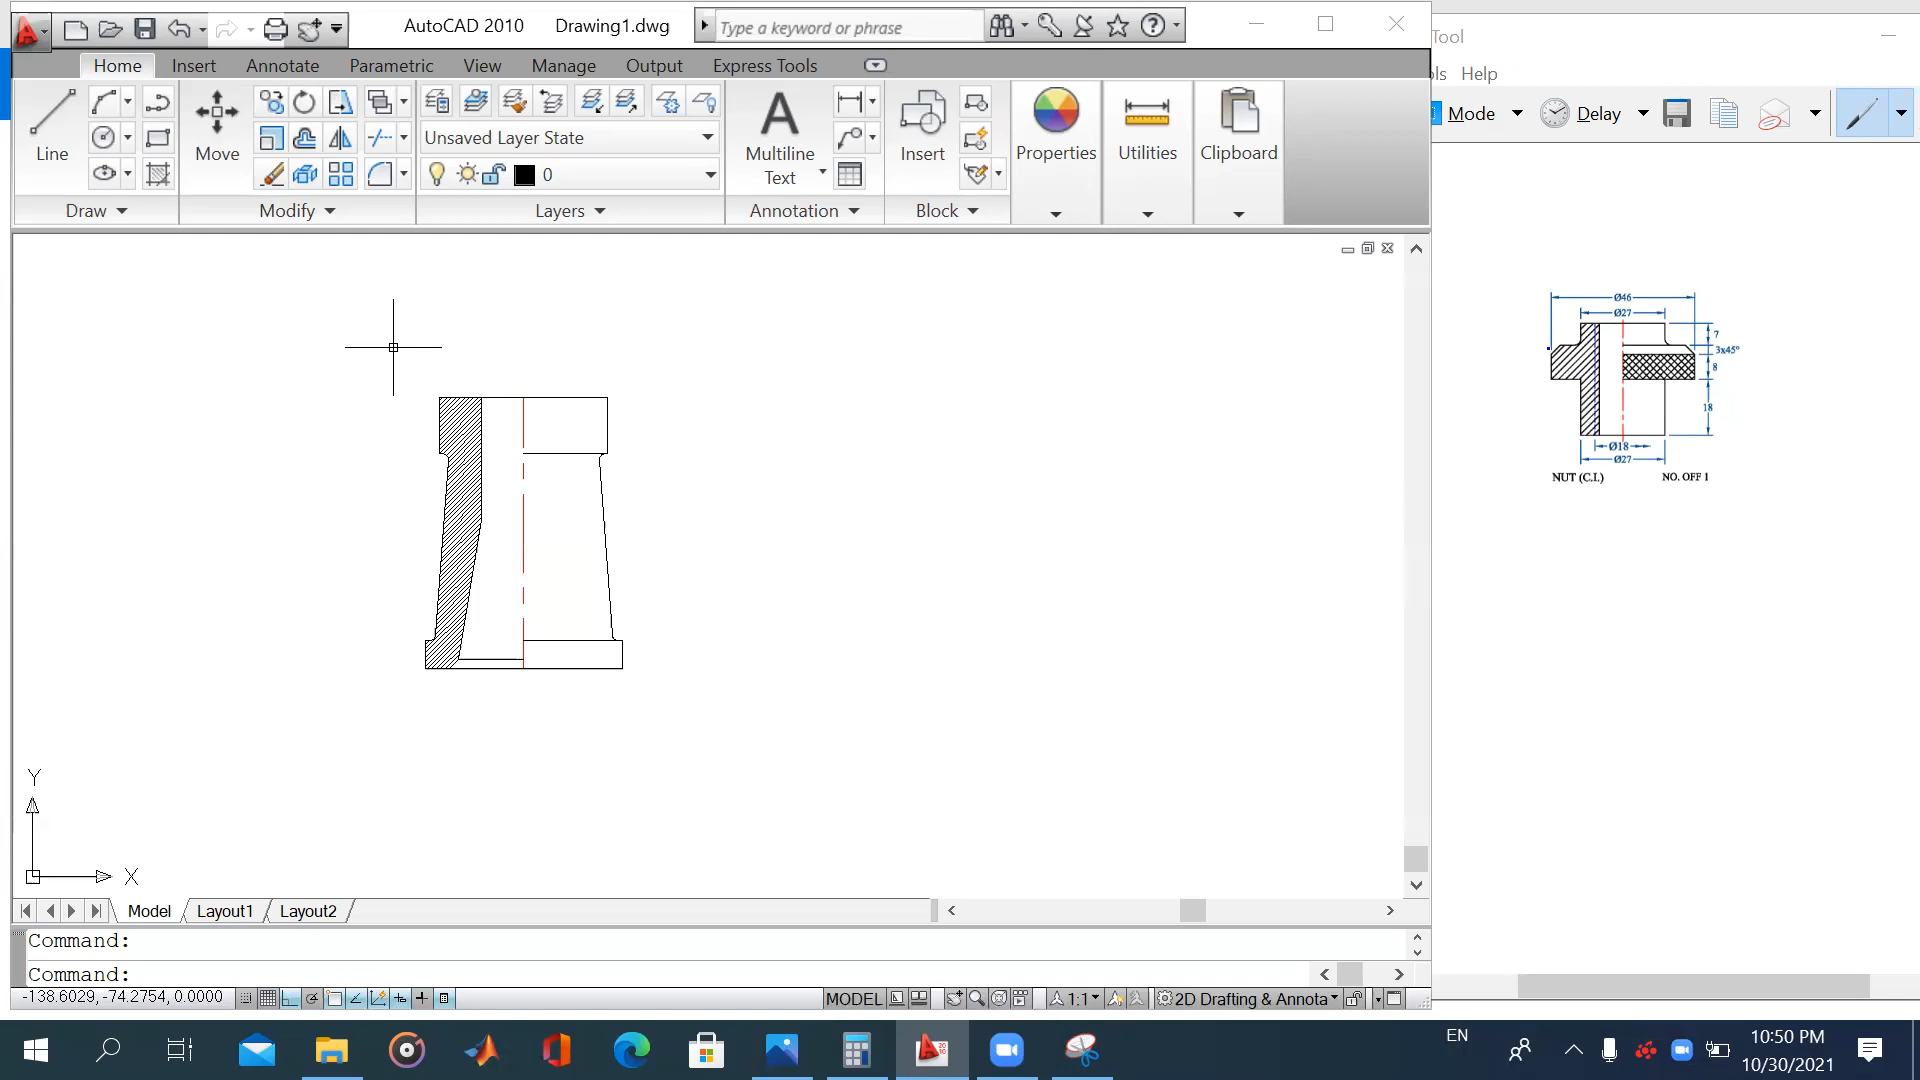 AutoCAD 2010 Drawing1.dwg
Type a keyword or phrase
Tool
Home Insert Annotate Parametric View Manage Output Express Tools
Help
Line
Move
Unsaved Layer State
0
Multiline
Text
Insert
Properties
Utilities
Clipboard
Mode
Delay
Draw
Modify
Layers
Annotation
Block
Ø46
Ø27
7
3x45°
8
18
Ø18
Ø27
NUT (C.I.) NO. OFF 1
Y
X
Model Layout1 Layout2
Command:
Command:
-138.6029, -74.2754, 0.0000
MODEL
1:1
2D Drafting & Annota
EN
10:50 PM
10/30/2021